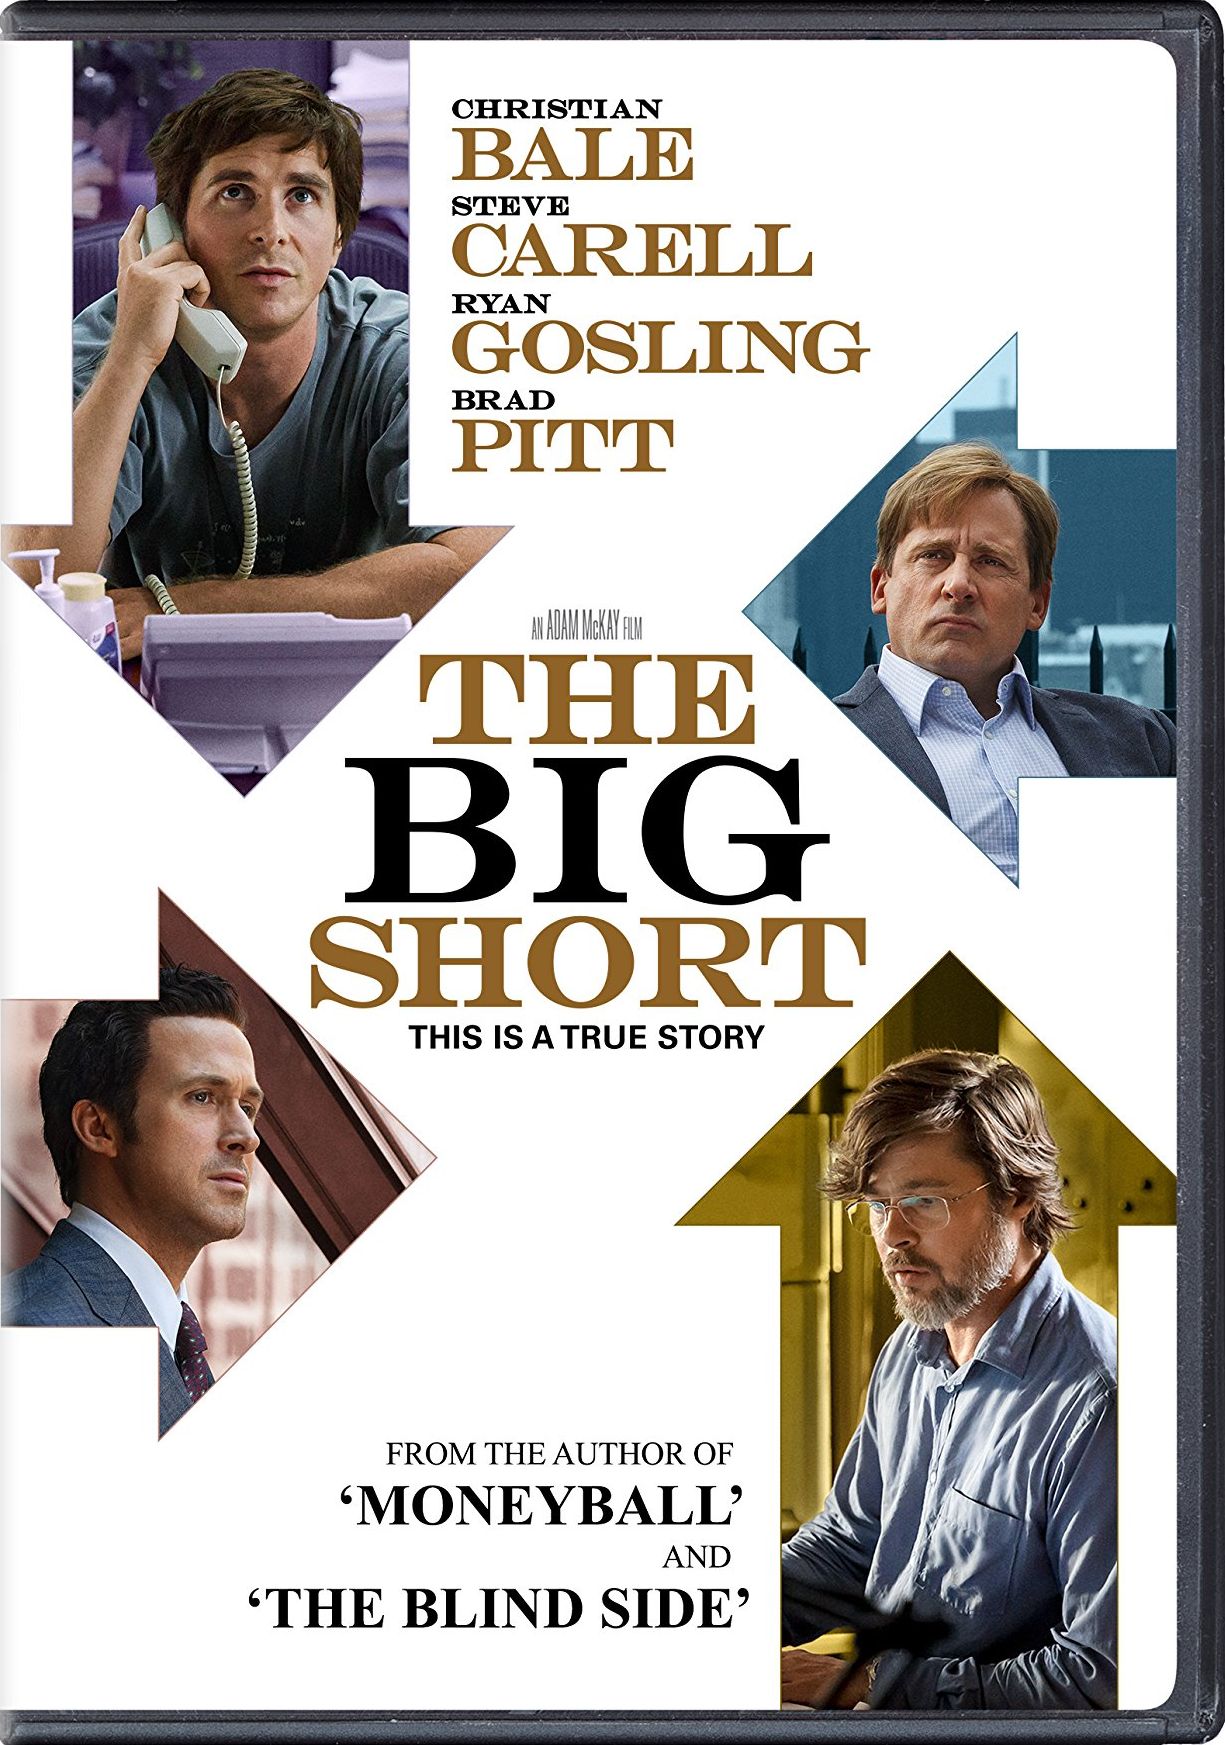 CHRISTIAN
BALE
STEVE
CARELL
RYAN
GOSLING
BRAD
PITT
AN ADAM McKAY FILM
THE
BIG
SHORT
THIS IS A TRUE STORY
FROM THE AUTHOR OF
‘MONEYBALL’
AND
‘THE BLIND SIDE’